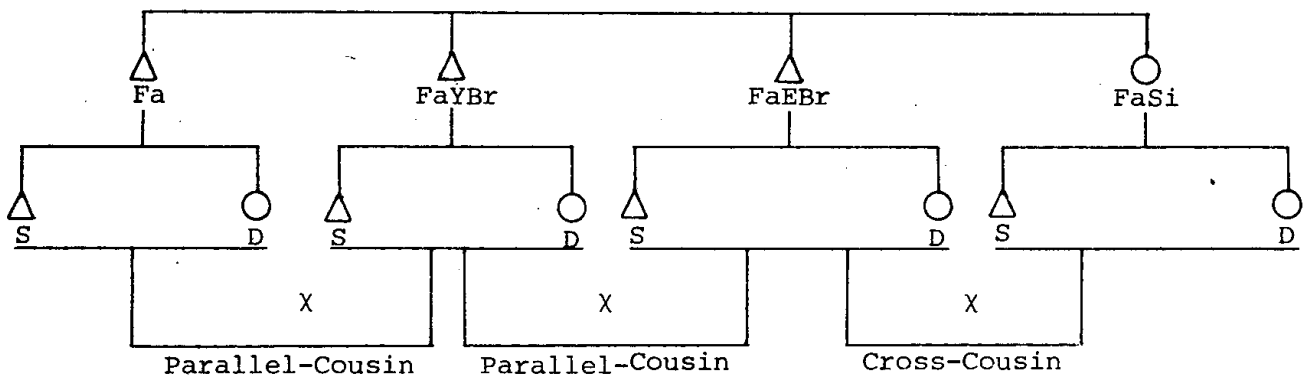 Fa FaYBr FaEBr FaSi
S D S D S D S D
χ χ χ
Parallel-Cousin Parallel-Cousin Cross-Cousin